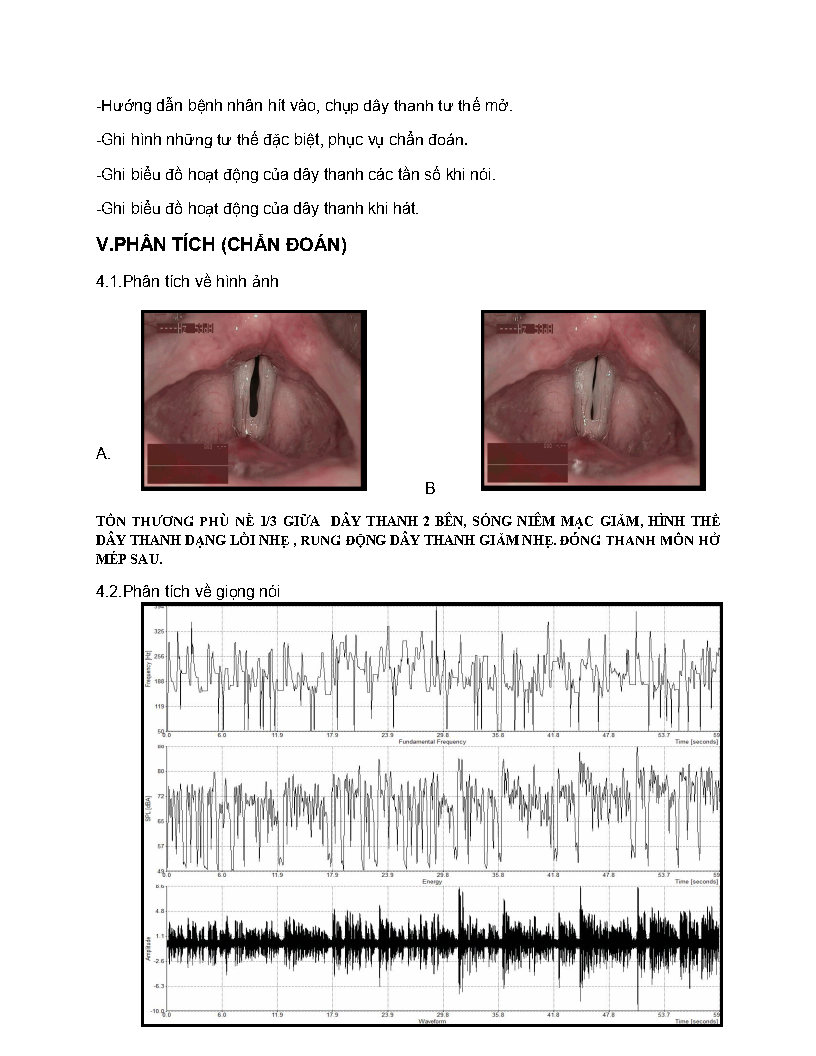 -Hướng dẫn bệnh nhân hít vào, chụp dây thanh tư thế mở.
-Ghi hình những tư thế đặc biệt, phục vụ chẩn đoán.
-Ghi biểu đồ hoạt động của dây thanh các tần số khi nói.
-Ghi biểu đồ hoạt động của dây thanh khi hát.
V.PHÂN TÍCH (CHẨN ĐOÁN)
4.1.Phân tích về hình ảnh
A.
B
TỔN THƯƠNG PHÙ NỀ 1/3 GIỮA DÂY THANH 2 BÊN, SÓNG NIÊM MẠC GIẢM, HÌNH THỂ
DÂY THANH DẠNG LỒI NHẸ , RUNG ĐỘNG DÂY THANH GIẢM NHẸ. ĐÓNG THANH MÔN HỞ
MÉP SAU.
4.2.Phân tích về giọng nói
Frequency [Hz]
394
325
256
188
119
50
0.0 6.0 11.9 17.9 23.9 29.8 35.8 41.8 47.8 53.7 59
Fundamental Frequency Time [seconds]
SPL [dBA]
80
72
65
57
49
0.0 6.0 11.9 17.9 23.9 29.8 35.8 41.8 47.8 53.7 59
Energy Time [seconds]
Amplitude
8.6
4.8
1.1
-2.6
-6.3
-10.0
0.0 6.0 11.9 17.9 23.9 29.8 35.8 41.8 47.8 53.7 59
Waveform Time [seconds]